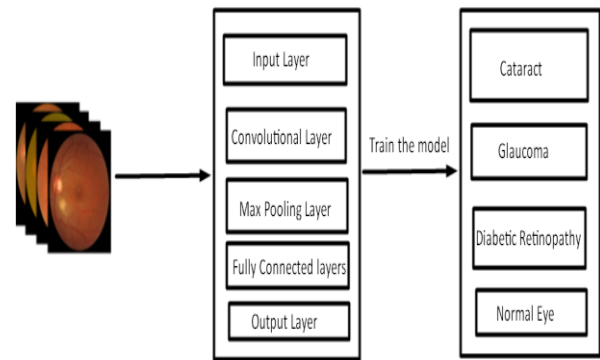 Input Layer
Convolutional Layer
Max Pooling Layer
Fully Connected layers
Output Layer
Train the model
Cataract
Glaucoma
Diabetic Retinopathy
Normal Eye